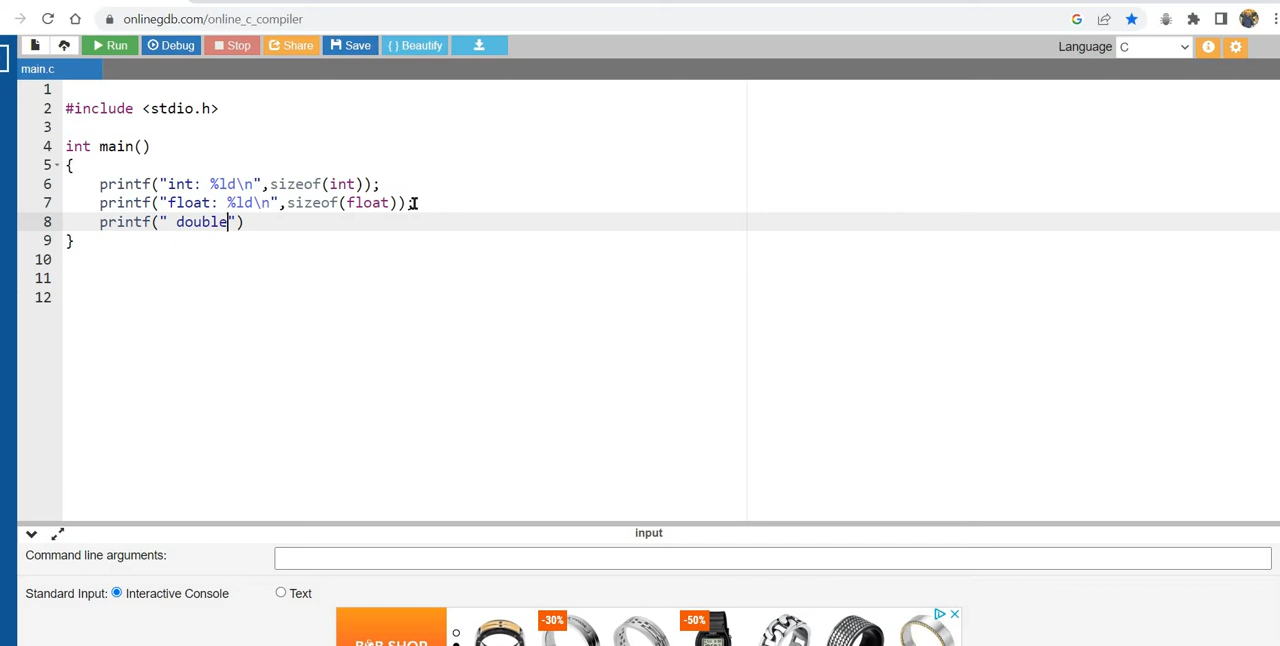 onlinegdb.com/online_c_compiler
Run Debug Stop Share Save { } Beautify Language C
main.c
1
2 #include <stdio.h>
3
4 int main()
5 {
6 printf("int: %ld\n",sizeof(int));
7 printf("float: %ld\n",sizeof(float));
8 printf(" double")
9 }
10
11
12
input
Command line arguments:
Standard Input: Interactive Console Text
-30% -50%